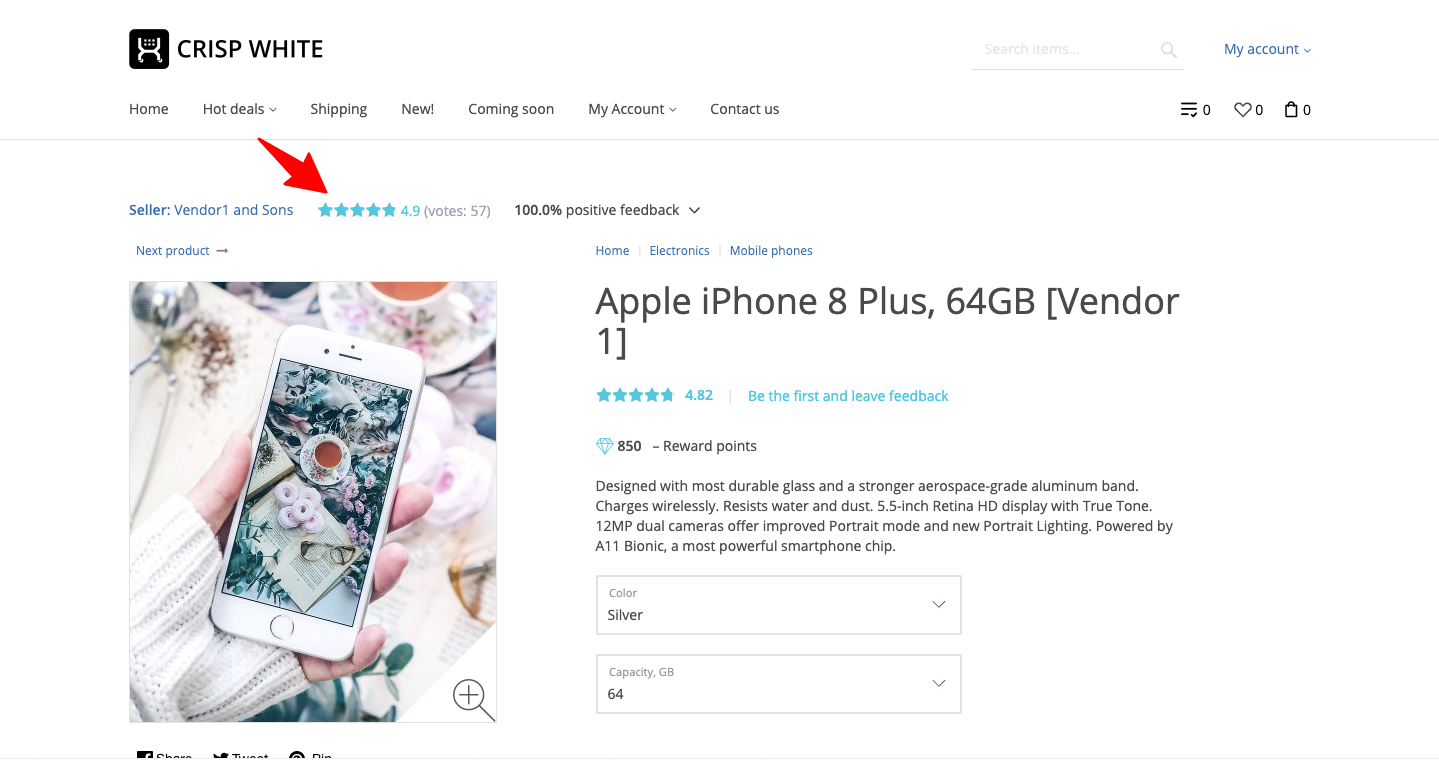 CRISP WHITE
Search items...
My account
Home Hot deals Shipping New! Coming soon My Account Contact us
0 0 0
Seller: Vendor1 and Sons 4.9 (votes: 57) 100.0% positive feedback
Next product
Home Electronics Mobile phones
Apple iPhone 8 Plus, 64GB [Vendor
1]
4.82 | Be the first and leave feedback
850 – Reward points
Designed with most durable glass and a stronger aerospace-grade aluminum band.
Charges wirelessly. Resists water and dust. 5.5-inch Retina HD display with True Tone.
12MP dual cameras offer improved Portrait mode and new Portrait Lighting. Powered by
A11 Bionic, a most powerful smartphone chip.
Color
Silver
Capacity, GB
64
Share Tweet Pin